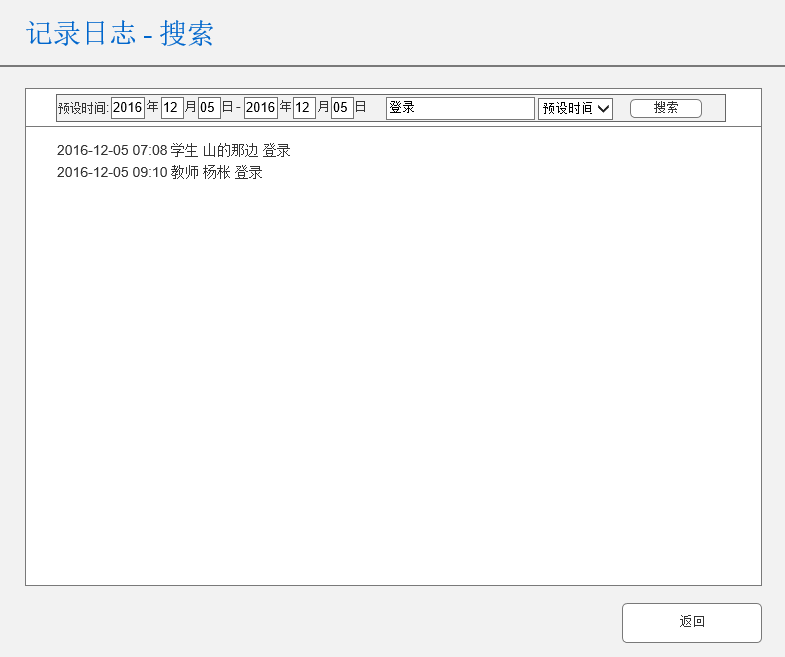 记录日志 - 搜索
预设时间: 2016 年 12 月 05 日 - 2016 年 12 月 05 日 登录 预设时间 搜索
2016-12-05 07:08 学生 山的那边 登录
2016-12-05 09:10 教师 杨枨 登录
返回